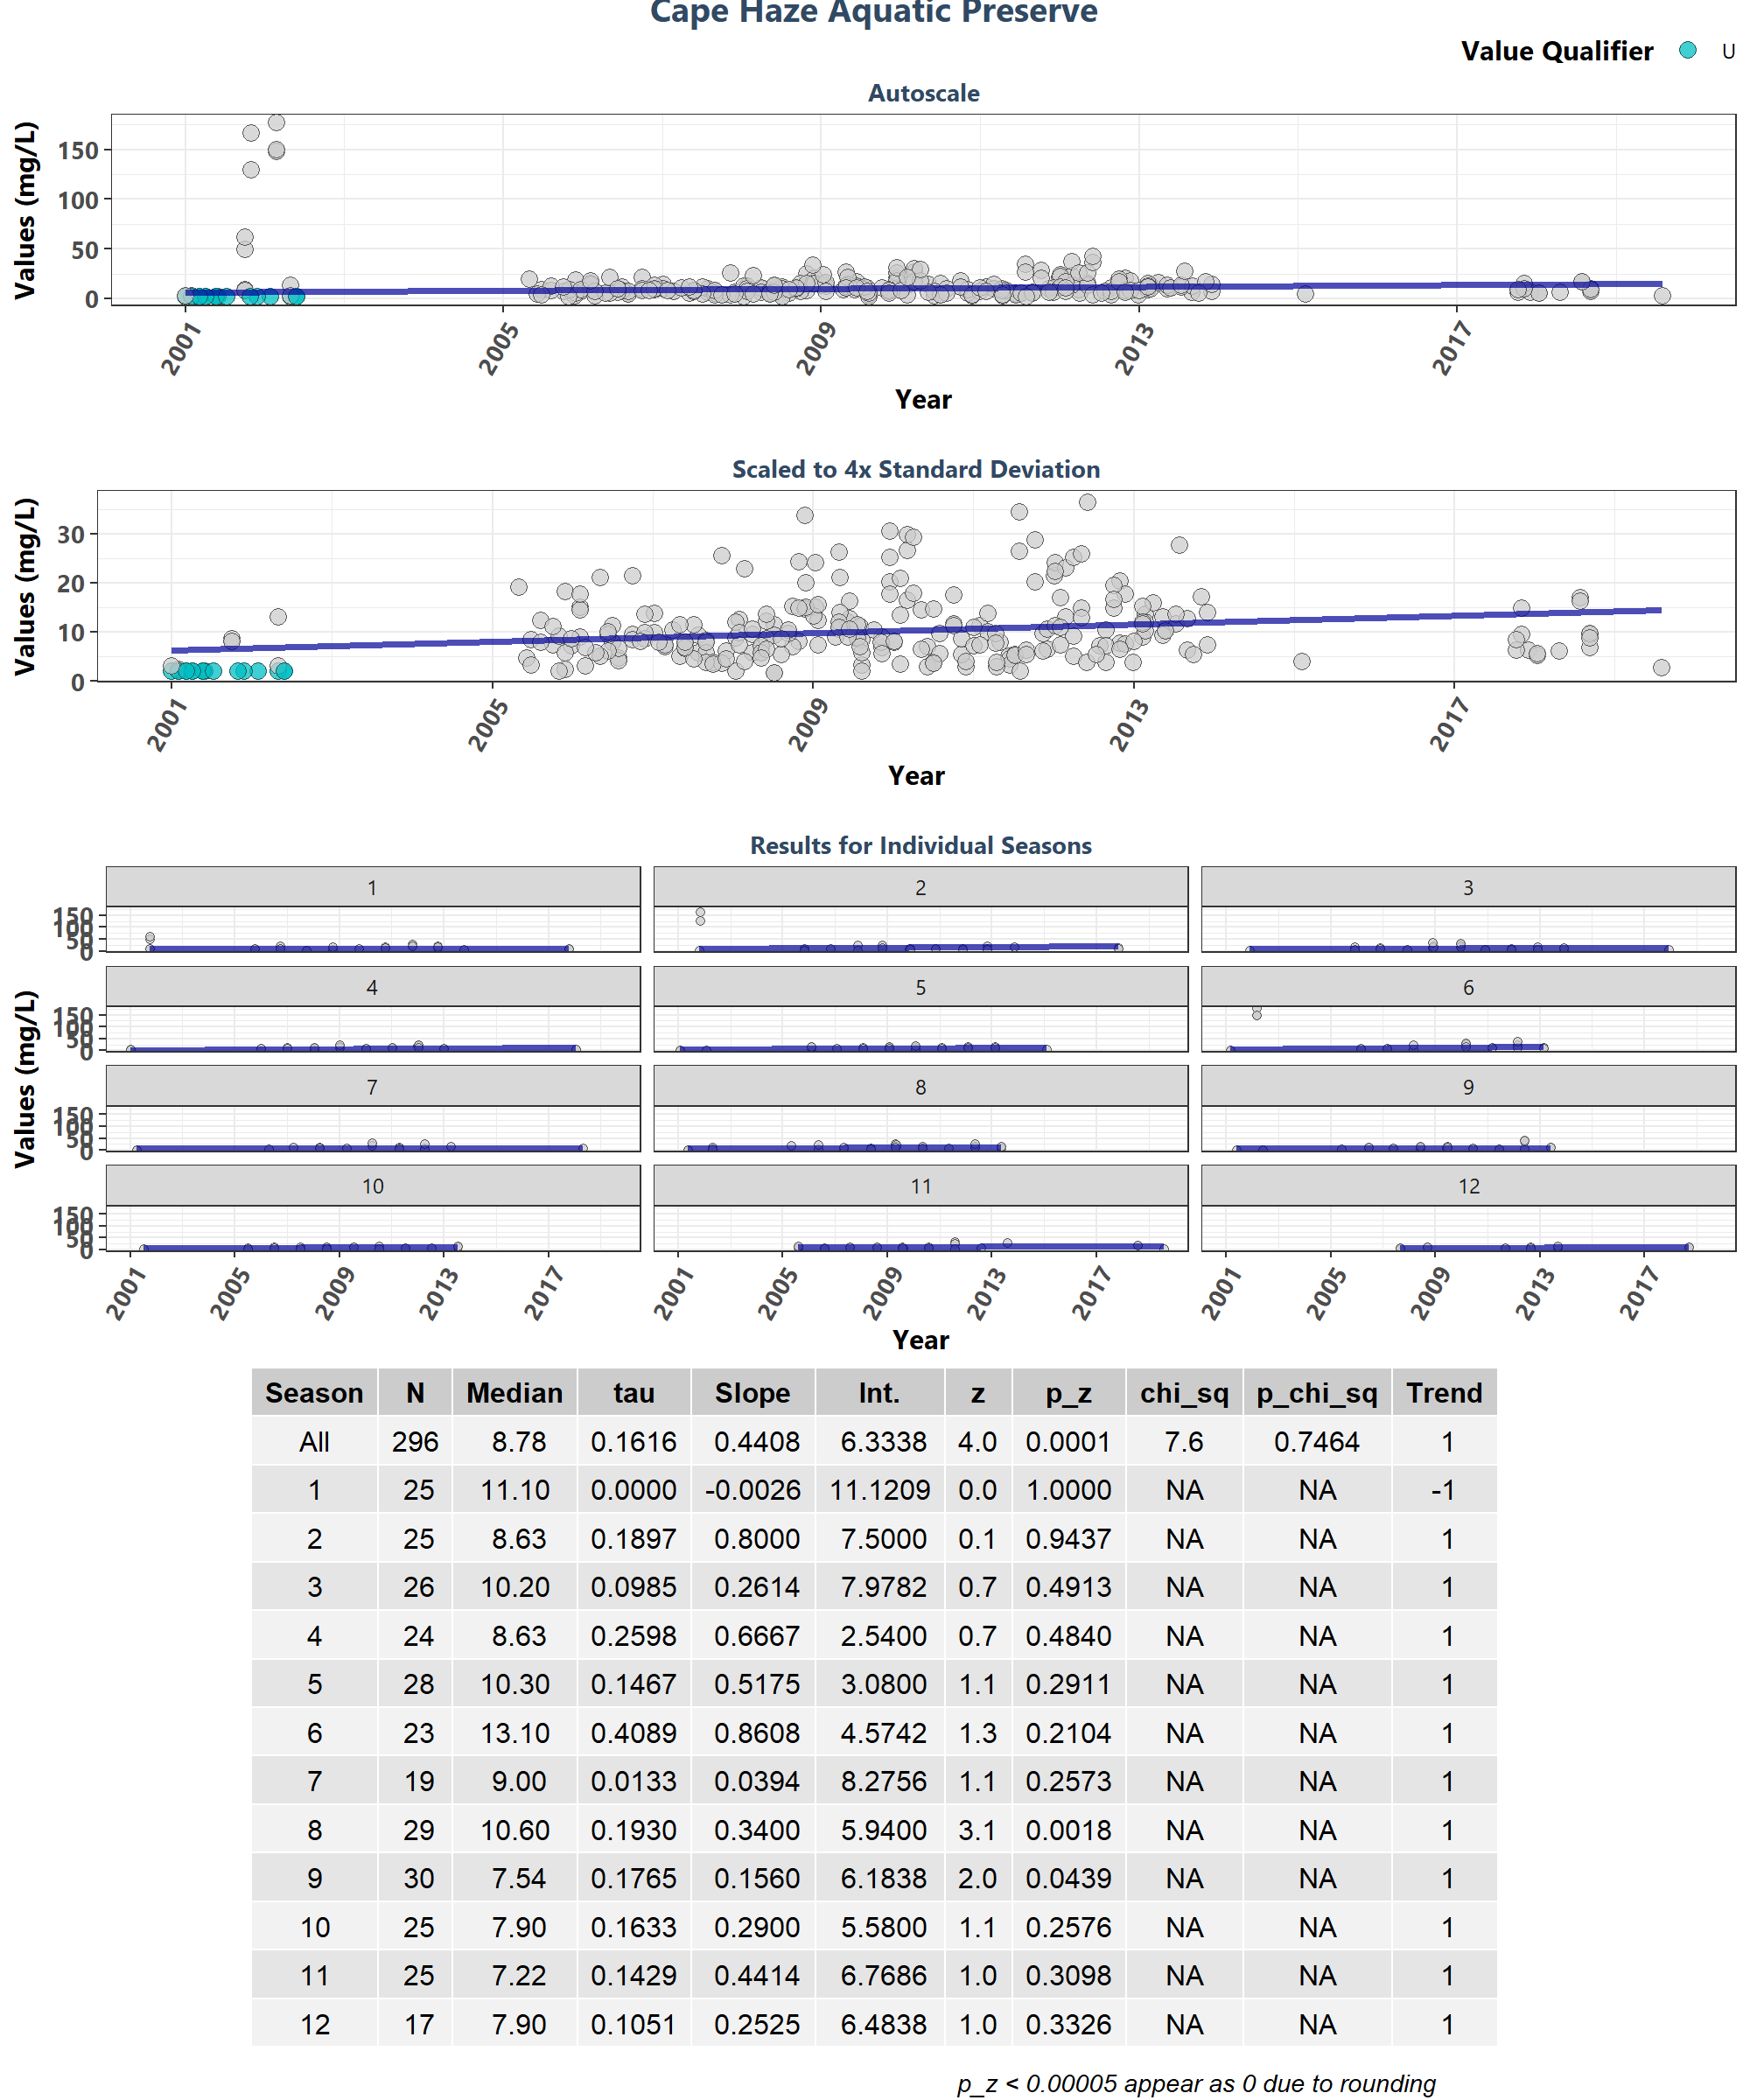 Cape Haze Aquatic Preserve
Value Qualifier U
Autoscale
Values (mg/L)
150
100
50
0
2001 2005 2009 2013 2017
Year
Scaled to 4x Standard Deviation
Values (mg/L)
30
20
10
0
2001 2005 2009 2013 2017
Year
Results for Individual Seasons
Values (mg/L)
1 2 3
150
100
50
0
4 5 6
150
100
50
0
7 8 9
150
100
50
0
10 11 12
150
100
50
0
2001 2005 2009 2013 2017 2001 2005 2009 2013 2017 2001 2005 2009 2013 2017
Year
Season N Median tau Slope Int. z p_z chi_sq p_chi_sq Trend
All 296 8.78 0.1616 0.4408 6.3338 4.0 0.0001 7.6 0.7464 1
1 25 11.10 0.0000 -0.0026 11.1209 0.0 1.0000 NA NA -1
2 25 8.63 0.1897 0.8000 7.5000 0.1 0.9437 NA NA 1
3 26 10.20 0.0985 0.2614 7.9782 0.7 0.4913 NA NA 1
4 24 8.63 0.2598 0.6667 2.5400 0.7 0.4840 NA NA 1
5 28 10.30 0.1467 0.5175 3.0800 1.1 0.2911 NA NA 1
6 23 13.10 0.4089 0.8608 4.5742 1.3 0.2104 NA NA 1
7 19 9.00 0.0133 0.0394 8.2756 1.1 0.2573 NA NA 1
8 29 10.60 0.1930 0.3400 5.9400 3.1 0.0018 NA NA 1
9 30 7.54 0.1765 0.1560 6.1838 2.0 0.0439 NA NA 1
10 25 7.90 0.1633 0.2900 5.5800 1.1 0.2576 NA NA 1
11 25 7.22 0.1429 0.4414 6.7686 1.0 0.3098 NA NA 1
12 17 7.90 0.1051 0.2525 6.4838 1.0 0.3326 NA NA 1
p_z < 0.00005 appear as 0 due to rounding